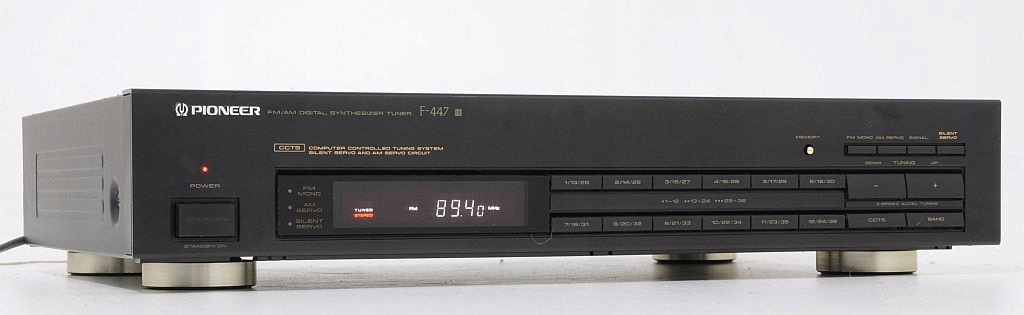 PIONEER FM/AM DIGITAL SYNTHESIZER TUNER F-447
CCTS COMPUTER CONTROLLED TUNING SYSTEM
SILENT SERVO AND AM SERVO CIRCUIT
MEMORY
FM MONO AM SERVO SIGNAL SILENT SERVO
DOWN TUNING UP
POWER
STANDBY/ON
FM MONO
AM SERVO
SILENT SERVO
TUNED
STEREO
FM 89.40 MHz
1/13/25 2/14/26 3/15/27 4/16/28 5/17/29 6/18/30
•1–12 ••13–24 •••25–36
7/19/31 8/20/32 9/21/33 10/22/34 11/23/35 12/24/36
– +
3-SPEED ACCEL TUNING
CCTS BAND